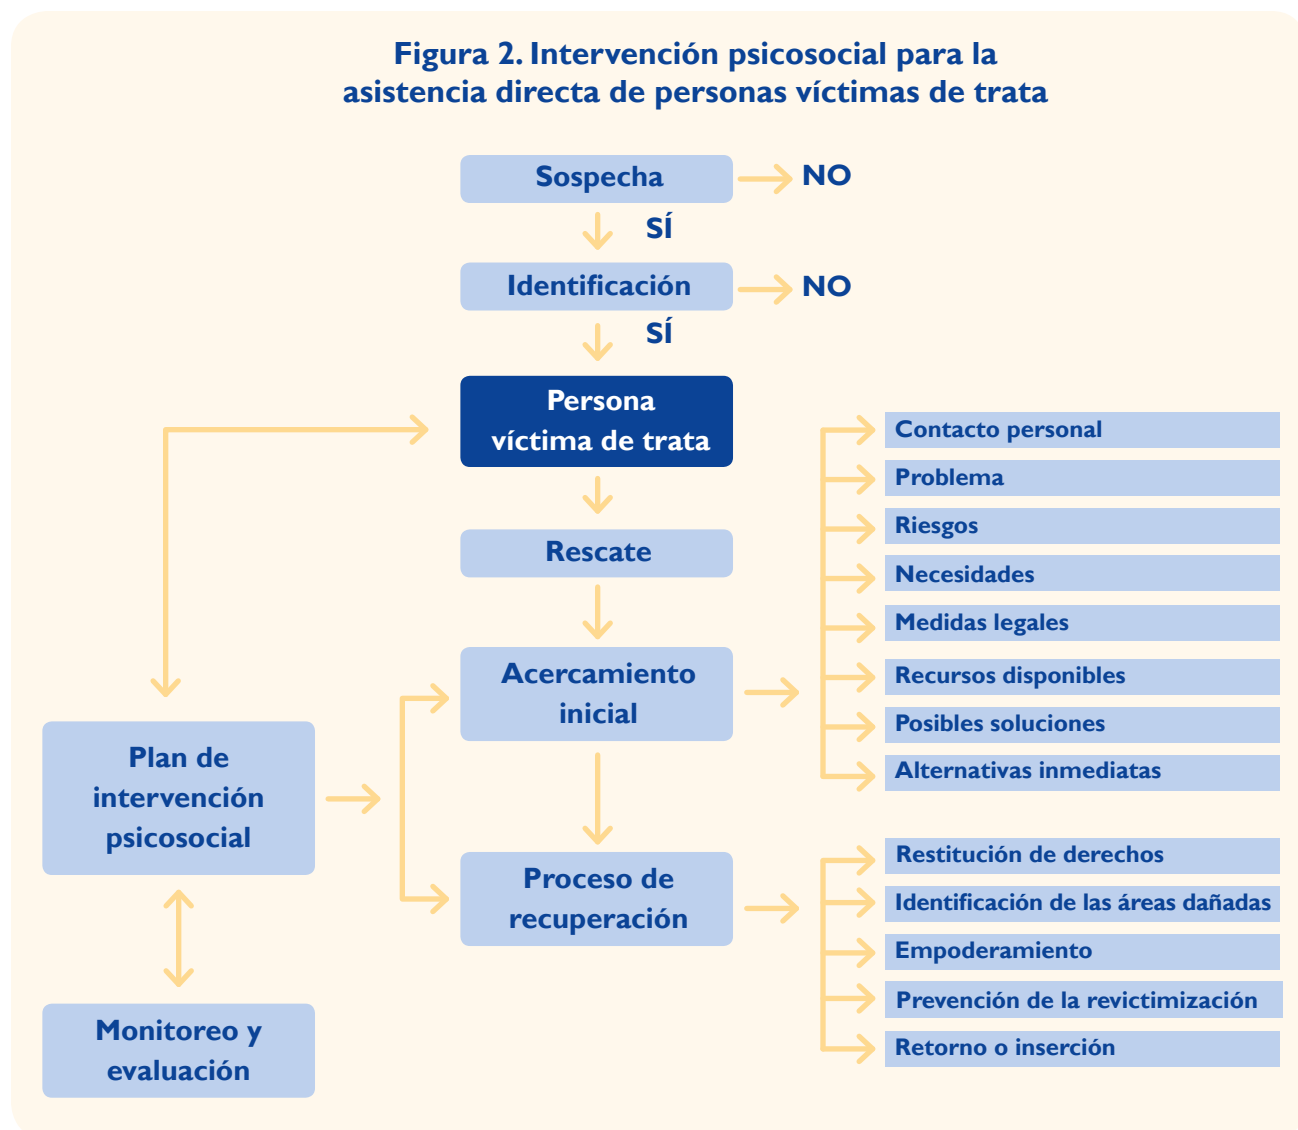 Figura 2. Intervención psicosocial para la
asistencia directa de personas víctimas de trata
Sospecha
NO
SÍ
Identificación
NO
SÍ
Persona
víctima de trata
Rescate
Acercamiento
inicial
Contacto personal
Problema
Riesgos
Necesidades
Medidas legales
Recursos disponibles
Posibles soluciones
Alternativas inmediatas
Plan de
intervención
psicosocial
Proceso de
recuperación
Restitución de derechos
Identificación de las áreas dañadas
Empoderamiento
Prevención de la revictimización
Retorno o inserción
Monitoreo y
evaluación